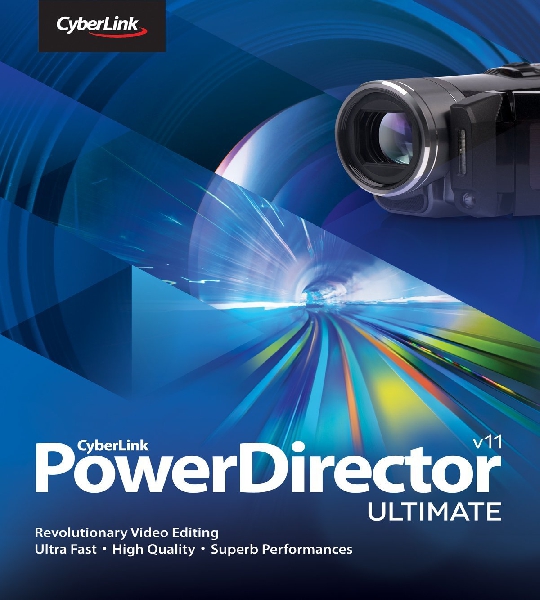 CyberLink
CyberLink
v11
PowerDirector
ULTIMATE
Revolutionary Video Editing
Ultra Fast • High Quality • Superb Performances